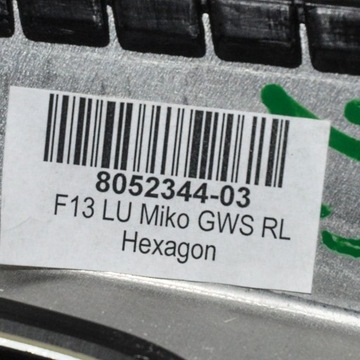 8052344-03
F13 LU Miko GWS RL
Hexagon